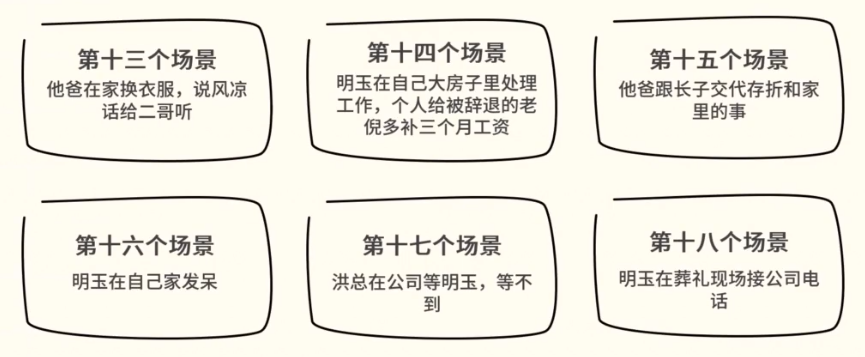 第十三个场景
他爸在家换衣服，说风凉
话给二哥听
第十四个场景
明玉在自己大房子里处理
工作，个人给被辞退的老
倪多补三个月工资
第十五个场景
他爸跟长子交代存折和家
里的事
第十六个场景
明玉在自己家发呆
第十七个场景
洪总在公司等明玉，等不
到
第十八个场景
明玉在葬礼现场接公司电
话